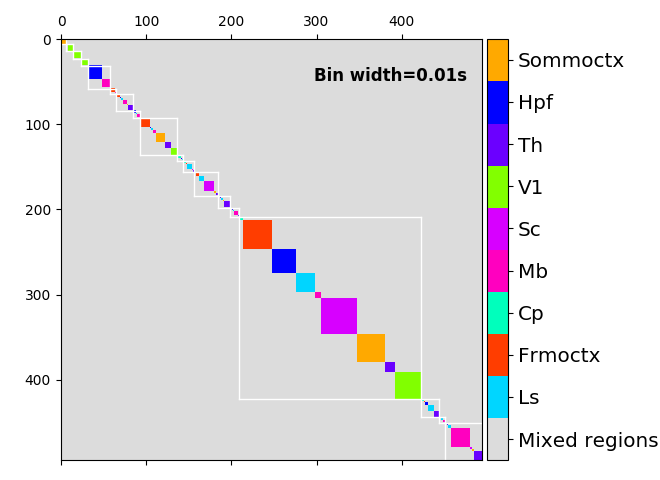 0 100 200 300 400
0
100
200
300
400
Bin width=0.01s
Sommoctx
Hpf
Th
V1
Sc
Mb
Cp
Frmoctx
Ls
Mixed regions